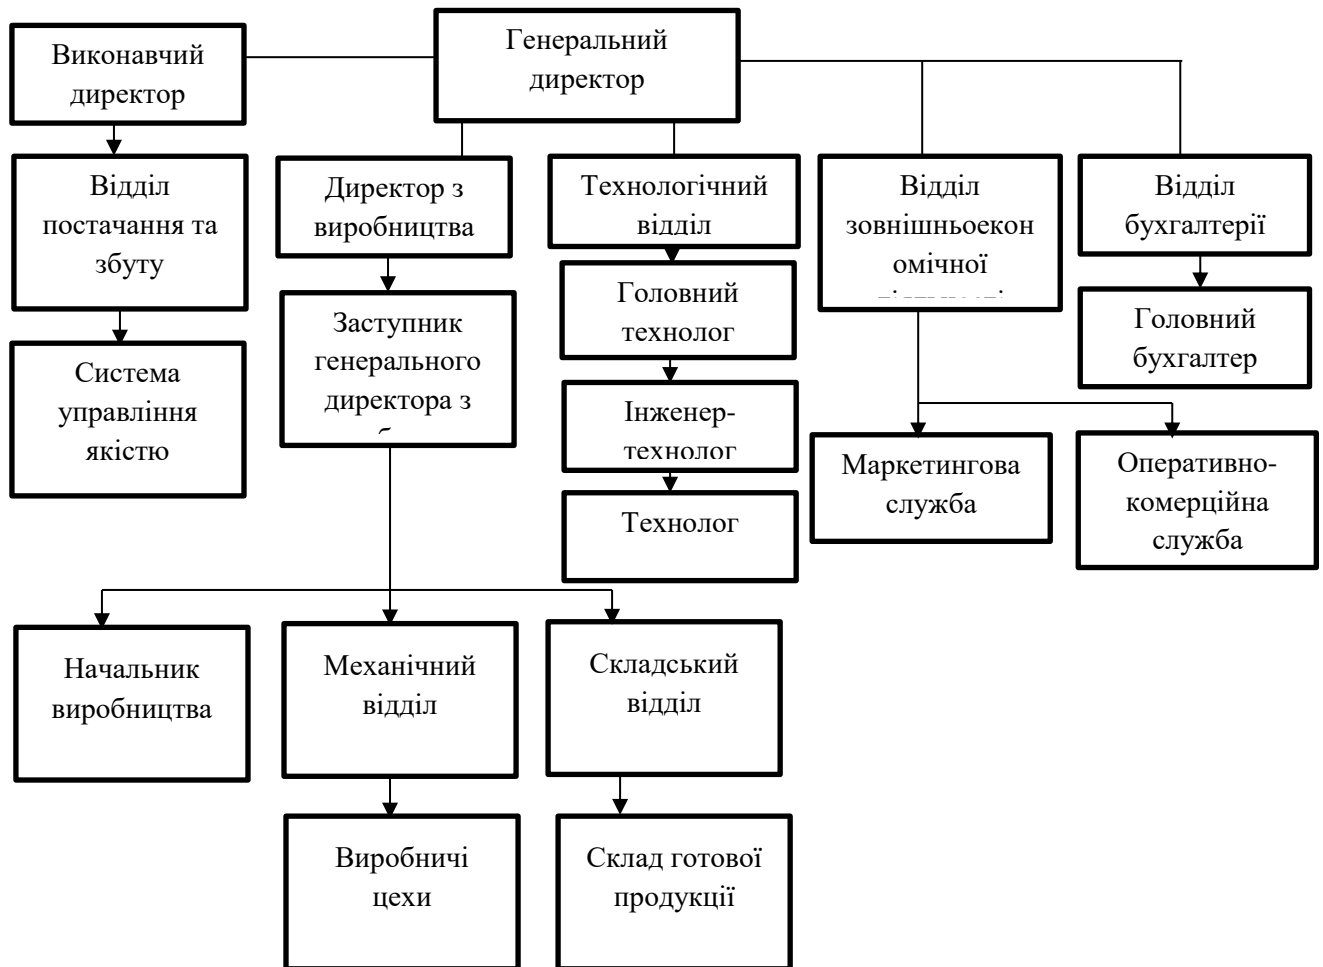 Виконавчий
директор
Генеральний
директор
Відділ
постачання та
збуту
Директор з
виробництва
Технологічний
відділ
Відділ
зовнішньоекон
омічної
Відділ
бухгалтерії
Система
управління
якістю
Заступник
генерального
директора з
Головний
технолог
Головний
бухгалтер
Інженер-
технолог
Маркетингова
служба
Оперативно-
комерційна
служба
Технолог
Начальник
виробництва
Механічний
відділ
Складський
відділ
Виробничі
цехи
Склад готової
продукції